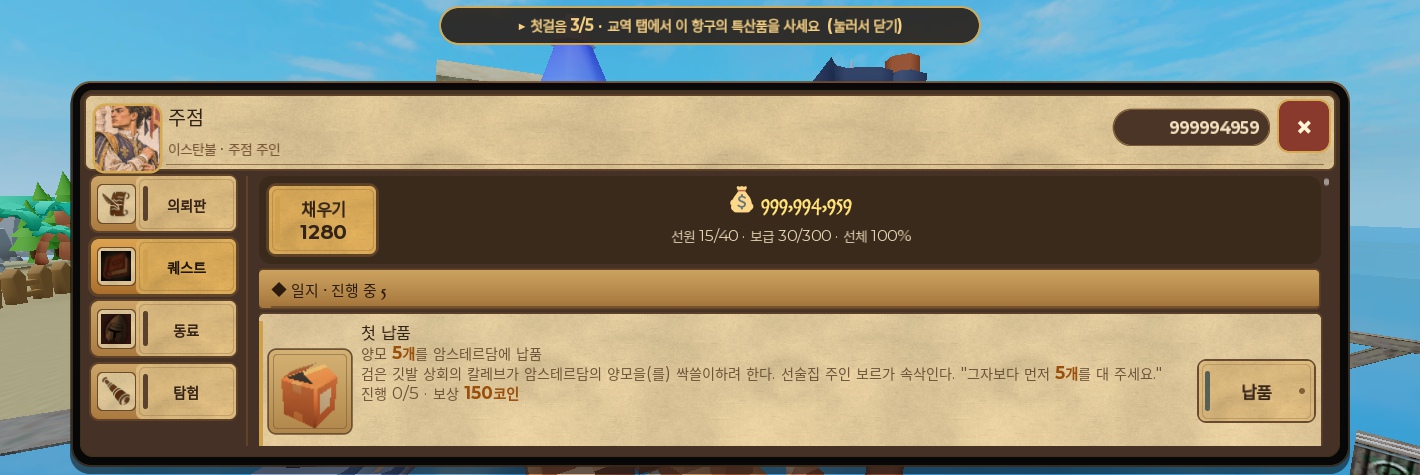 ▸ 첫걸음 3/5 · 교역 탭에서 이 항구의 특산품을 사세요 (눌러서 닫기)
주점
999994959
×
이스탄불 · 주점 주인
의뢰판
퀘스트
동료
탐험
채우기
1280
999,994,959
선원 15/40 · 보급 30/300 · 선체 100%
◆ 일지 · 진행 중 5
첫 납품
양모 5개를 암스테르담에 납품
검은 깃발 상회의 칼레브가 암스테르담의 양모을(를) 싹쓸이하려 한다. 선술집 주인 보르가 속삭인다. "그자보다 먼저 5개를 대 주세요."
진행 0/5 · 보상 150코인
납품